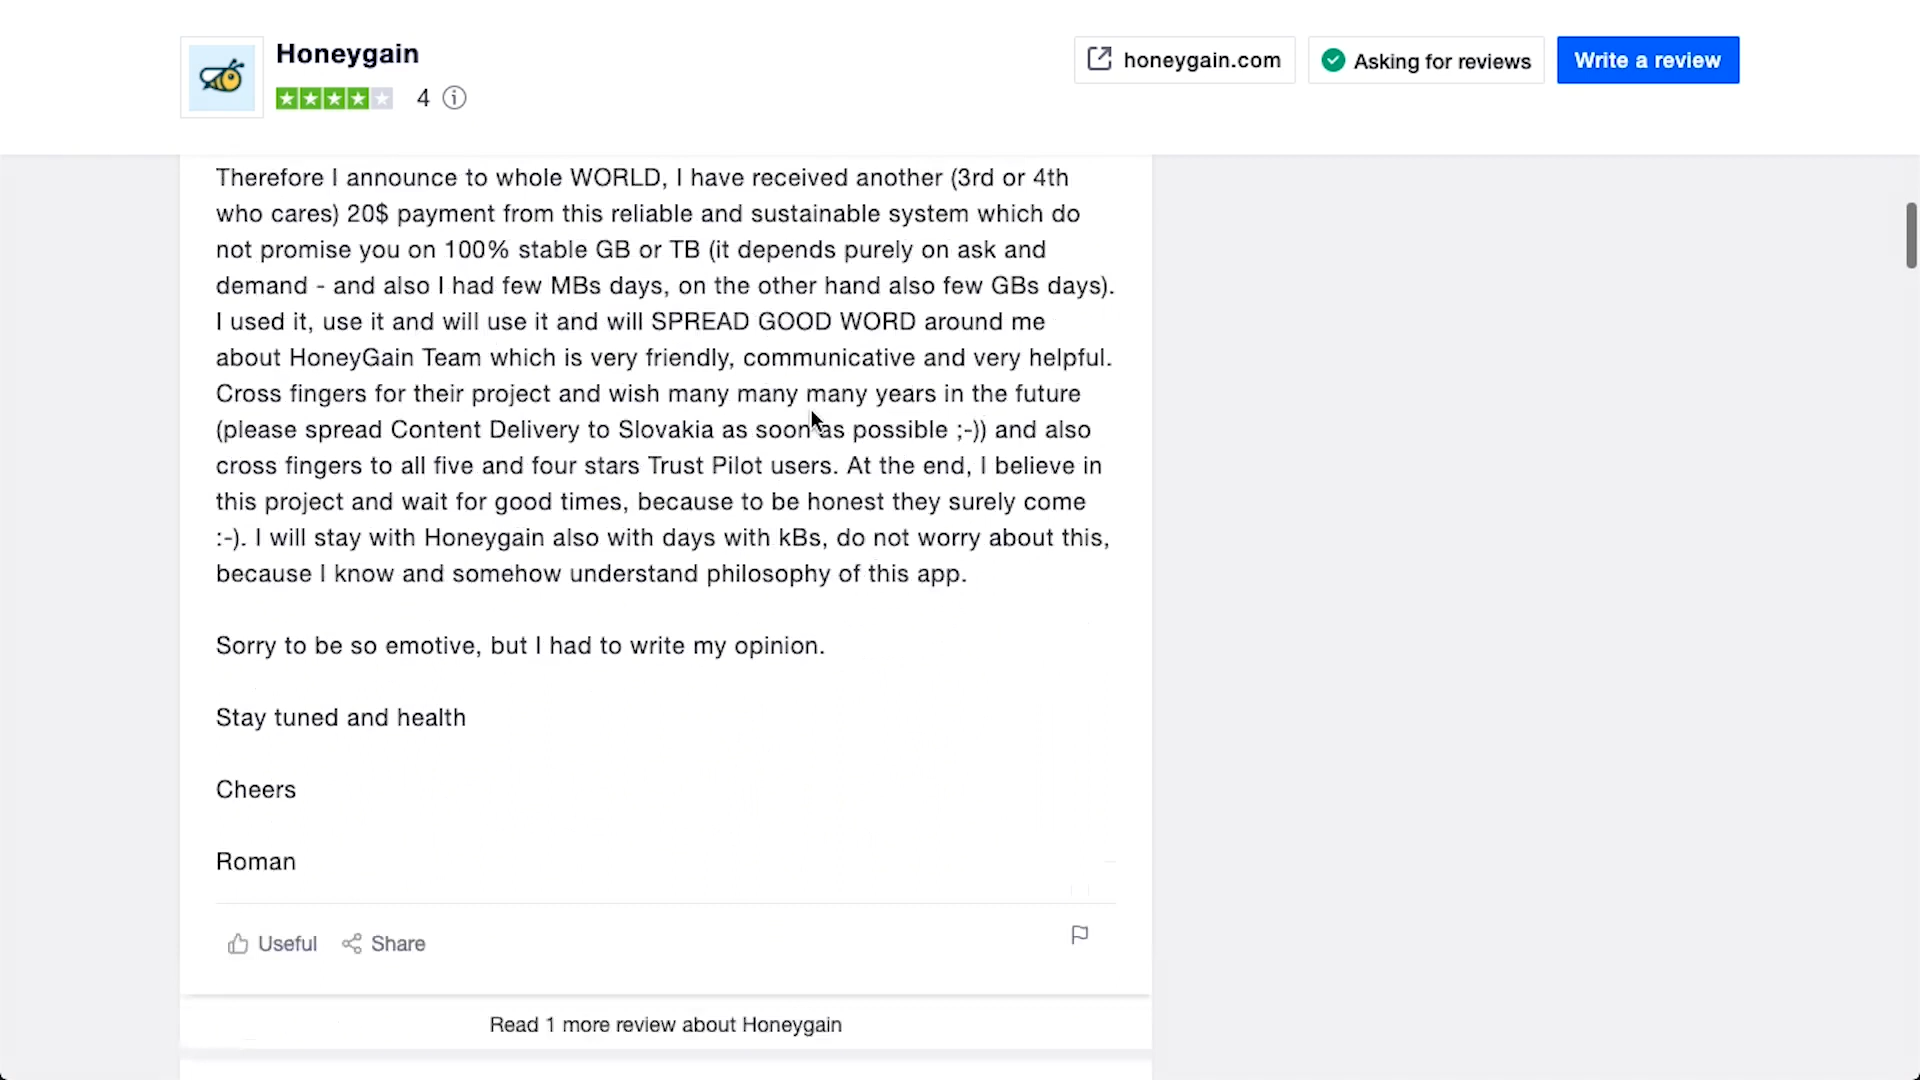 Honeygain
4
honeygain.com
Asking for reviews
Write a review
Therefore I announce to whole WORLD, I have received another (3rd or 4th
who cares) 20$ payment from this reliable and sustainable system which do
not promise you on 100% stable GB or TB (it depends purely on ask and
demand - and also I had few MBs days, on the other hand also few GBs days).
I used it, use it and will use it and will SPREAD GOOD WORD around me
about HoneyGain Team which is very friendly, communicative and very helpful.
Cross fingers for their project and wish many many many years in the future
(please spread Content Delivery to Slovakia as soon as possible ;-)) and also
cross fingers to all five and four stars Trust Pilot users. At the end, I believe in
this project and wait for good times, because to be honest they surely come
:-). I will stay with Honeygain also with days with kBs, do not worry about this,
because I know and somehow understand philosophy of this app.
Sorry to be so emotive, but I had to write my opinion.
Stay tuned and health
Cheers
Roman
Useful
Share
Read 1 more review about Honeygain